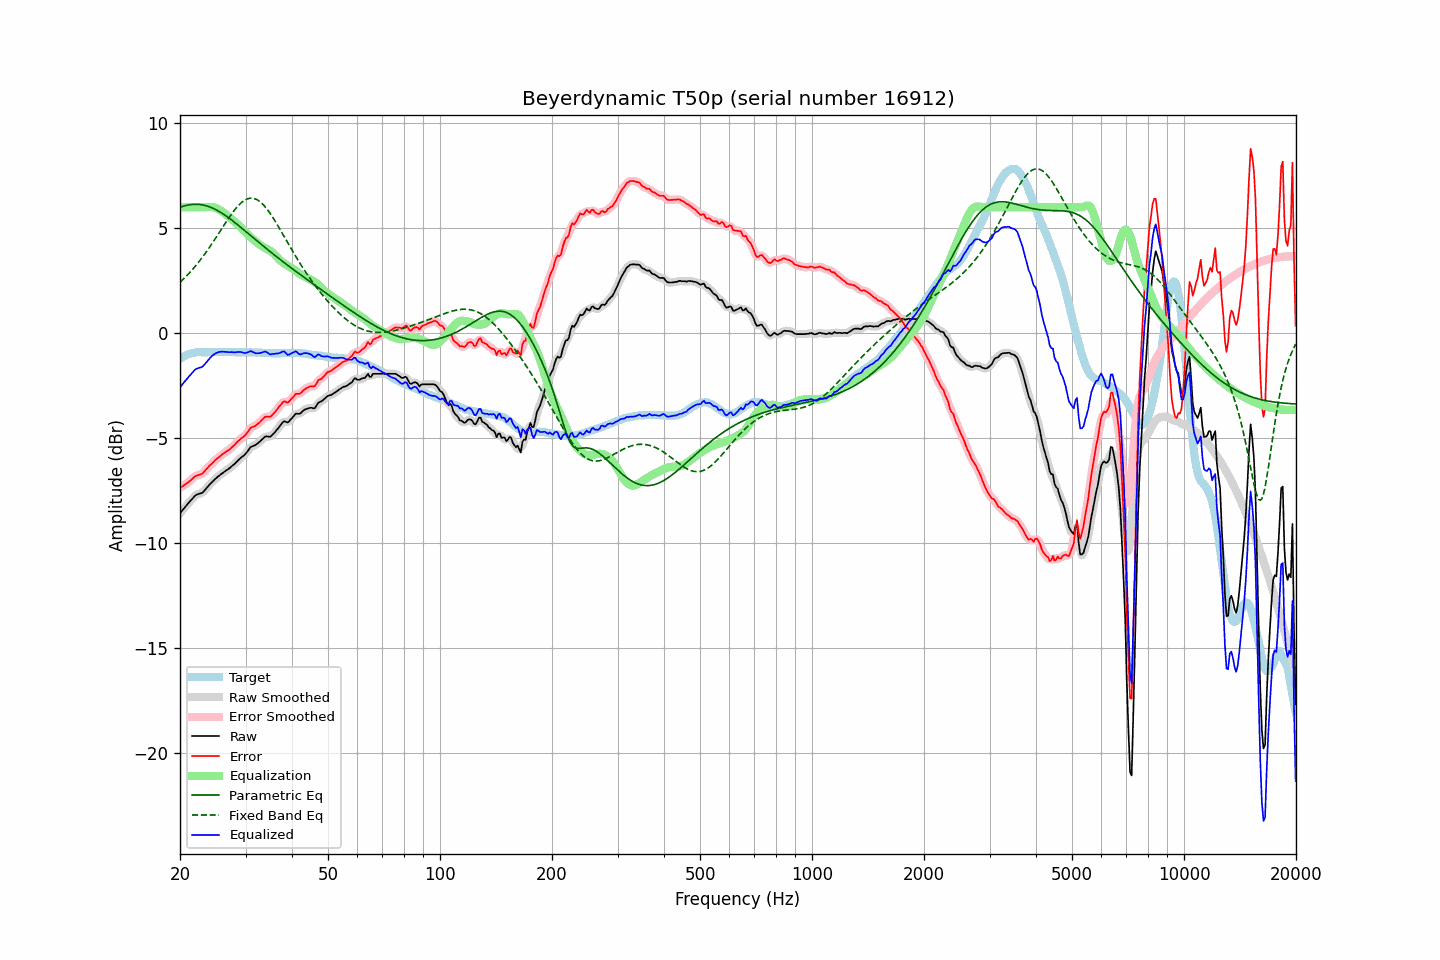 Beyerdynamic T50p (serial number 16912)
10
5
0
−5
−10
−15
−20
Amplitude (dBr)
Target
Raw Smoothed
Error Smoothed
Raw
Error
Equalization
Parametric Eq
Fixed Band Eq
Equalized
20 50 100 200 500 1000 2000 5000 10000 20000
Frequency (Hz)